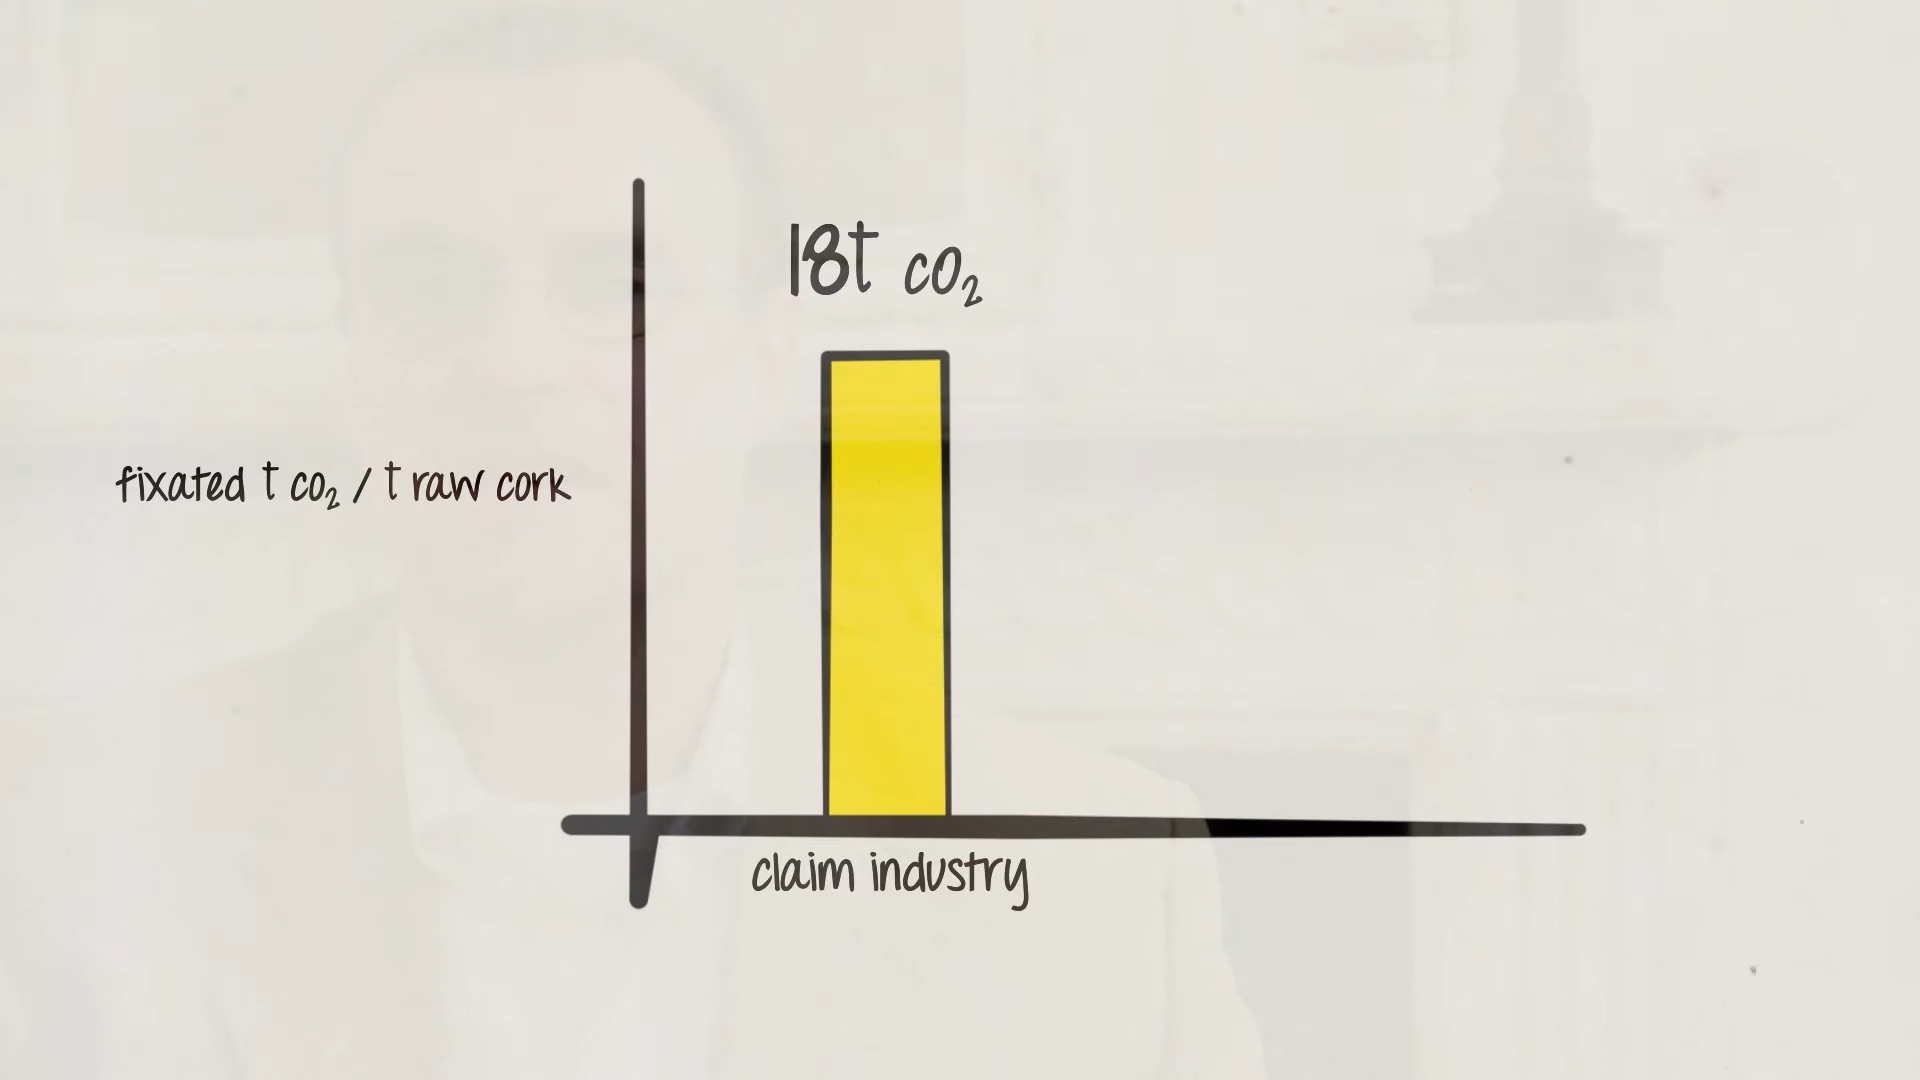 18t co₂
fixated t co₂ / t raw cork
claim industry